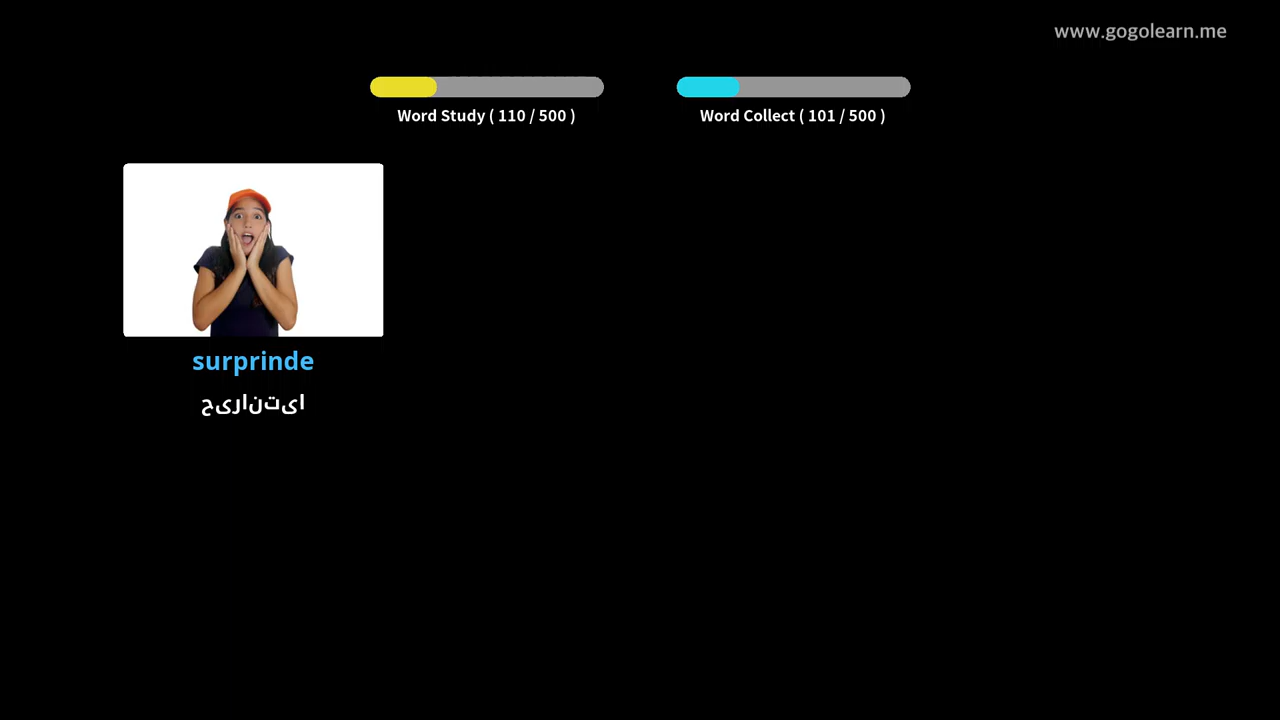 www.gogolearn.me
Word Study ( 110 / 500 )
Word Collect ( 101 / 500 )
surprinde
حیرانتیا